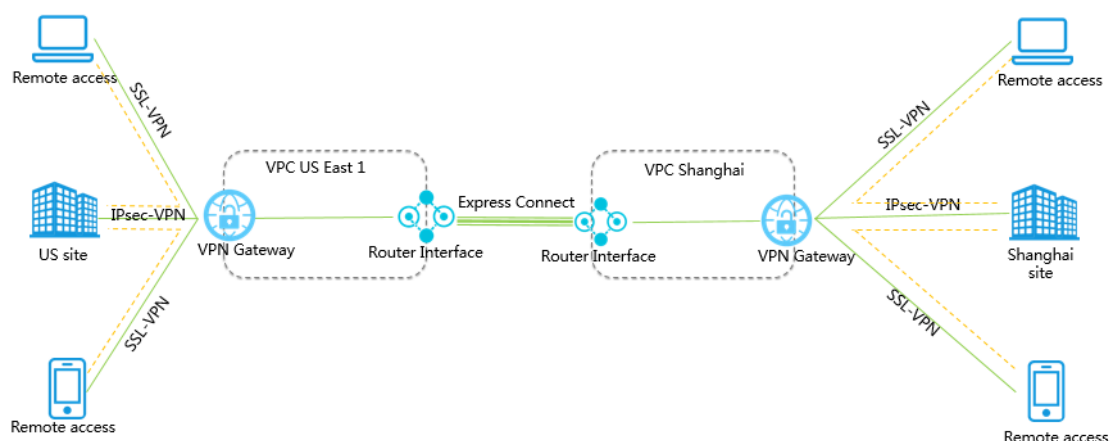 Remote access
SSL-VPN
IPsec-VPN
US site
SSL-VPN
Remote access
VPC US East 1
VPN Gateway
Router Interface
Express Connect
VPC Shanghai
Router Interface
VPN Gateway
Remote access
SSL-VPN
IPsec-VPN
Shanghai
site
SSL-VPN
Remote access